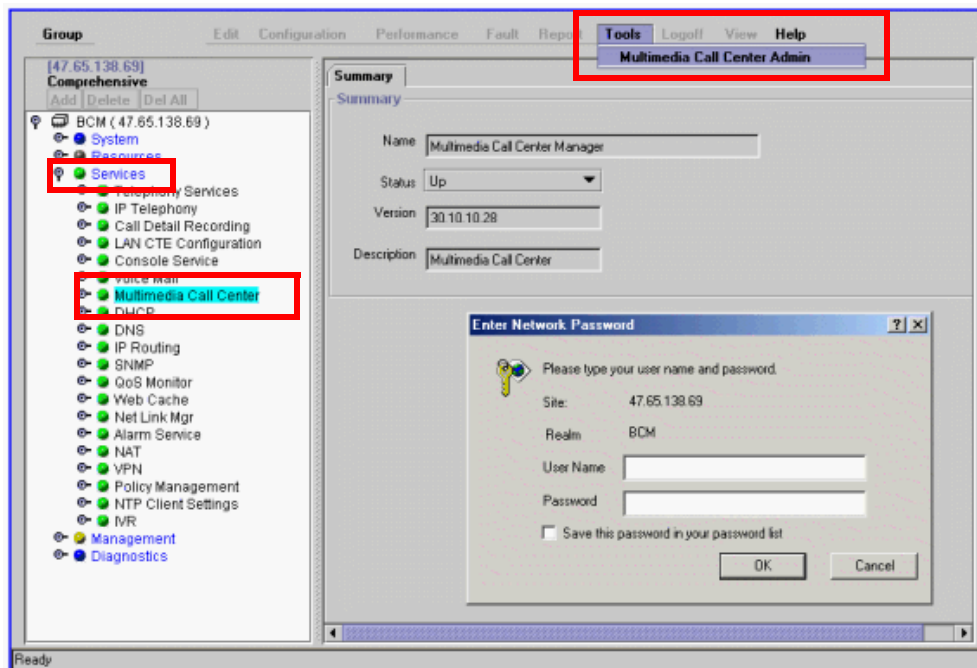 Group Edit Configuration Performance Fault Report Tools Logoff View Help
Multimedia Call Center Admin
[47.65.138.69]
Comprehensive
Add Delete Del All
BCM ( 47.65.138.69 )
System
Resources
Services
Telephony Services
IP Telephony
Call Detail Recording
LAN CTE Configuration
Console Service
Voice Mail
Multimedia Call Center
DHCP
DNS
IP Routing
SNMP
QoS Monitor
Web Cache
Net Link Mgr
Alarm Service
NAT
VPN
Policy Management
NTP Client Settings
IVR
Management
Diagnostics
Summary
Summary
Name Multimedia Call Center Manager
Status Up
Version 30.10.10.28
Description Multimedia Call Center
Enter Network Password
Please type your user name and password.
Site: 47.65.138.69
Realm BCM
User Name
Password
Save this password in your password list
OK Cancel
Ready